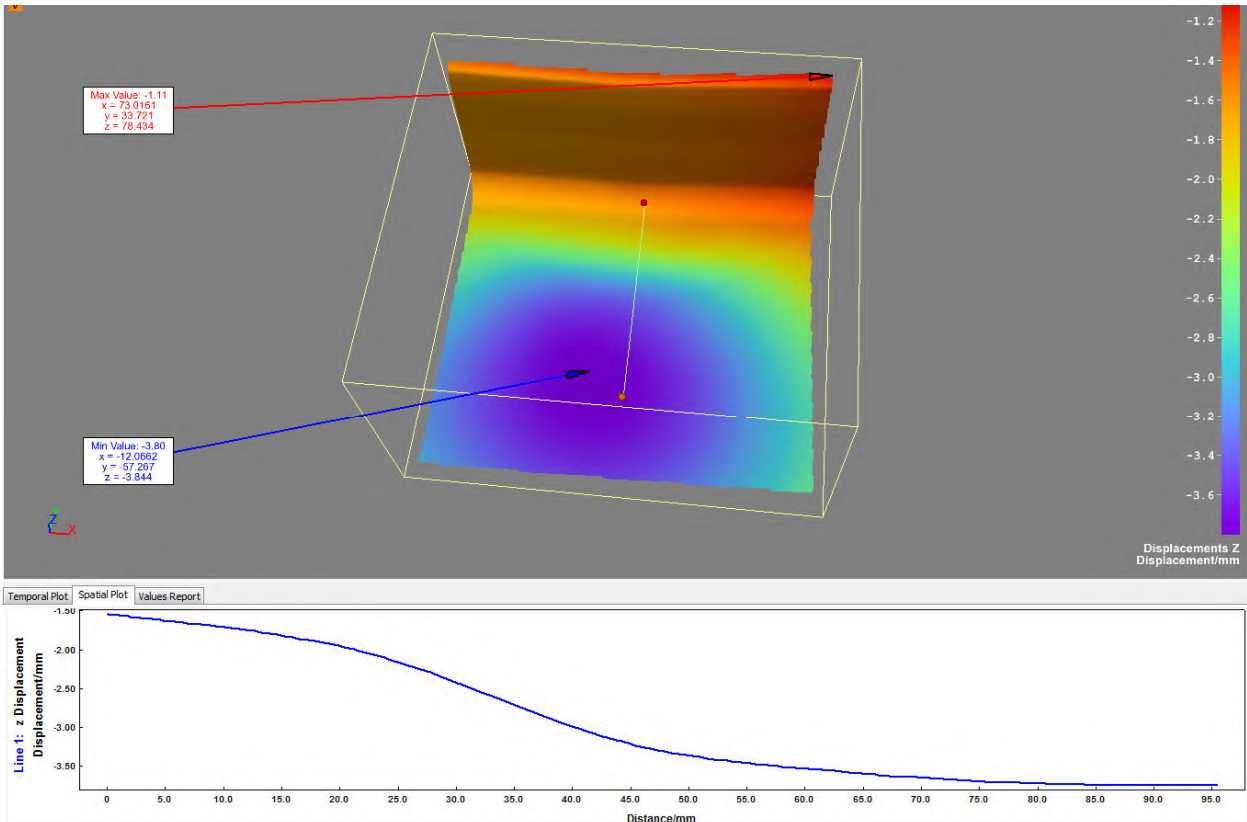 -1.2
-1.4
-1.6
-1.8
-2.0
-2.2
-2.4
-2.6
-2.8
-3.0
-3.2
-3.4
-3.6
Max Value: -1.11
x = 73.0161
y = 33.721
z = 78.434
Min Value: -3.80
x = -12.0662
y = -57.267
z = -3.844
Z
X
Displacements Z
Displacement/mm
Temporal Plot Spatial Plot Values Report
Line 1: z Displacement
Displacement/mm
-1.50
-2.00
-2.50
-3.00
-3.50
0 5.0 10.0 15.0 20.0 25.0 30.0 35.0 40.0 45.0 50.0 55.0 60.0 65.0 70.0 75.0 80.0 85.0 90.0 95.0
Distance/mm